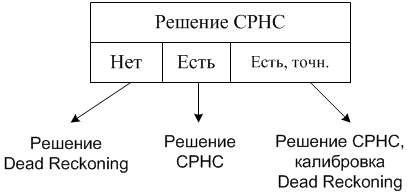 Решение СРНС
Нет
Есть
Есть, точн.
Решение
Dead Reckoning
Решение
СРНС
Решение СРНС,
калибровка
Dead Reckoning